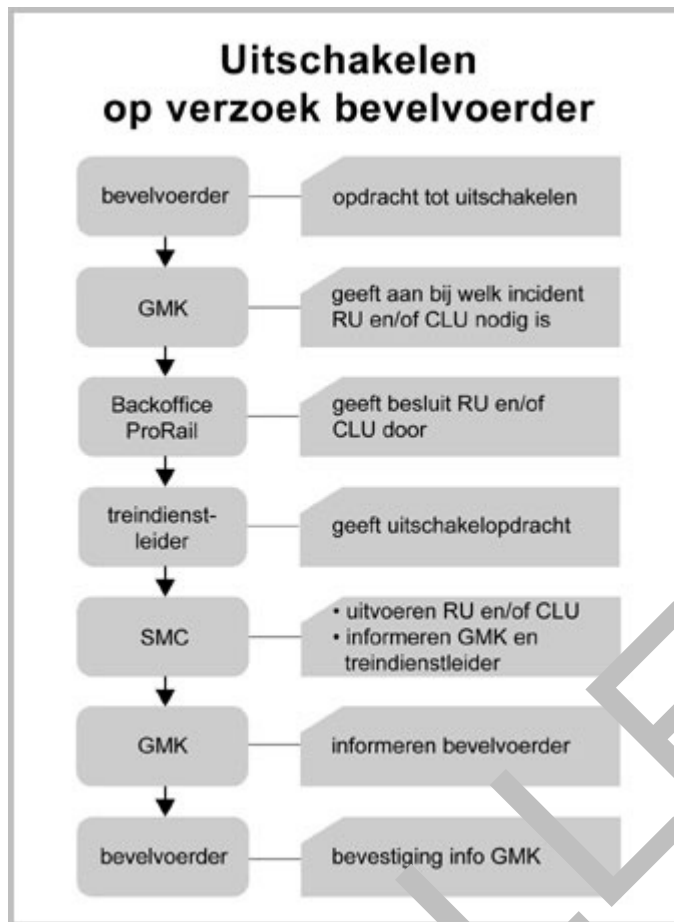 Uitschakelen
op verzoek bevelvoerder
bevelvoerder
opdracht tot uitschakelen
GMK
geeft aan bij welk incident
RU en/of CLU nodig is
Backoffice
ProRail
geeft besluit RU en/of
CLU door
treindienst-
leider
geeft uitschakelopdracht
SMC
• uitvoeren RU en/of CLU
• informeren GMK en
treindienstleider
GMK
informeren bevelvoerder
bevelvoerder
bevestiging info GMK